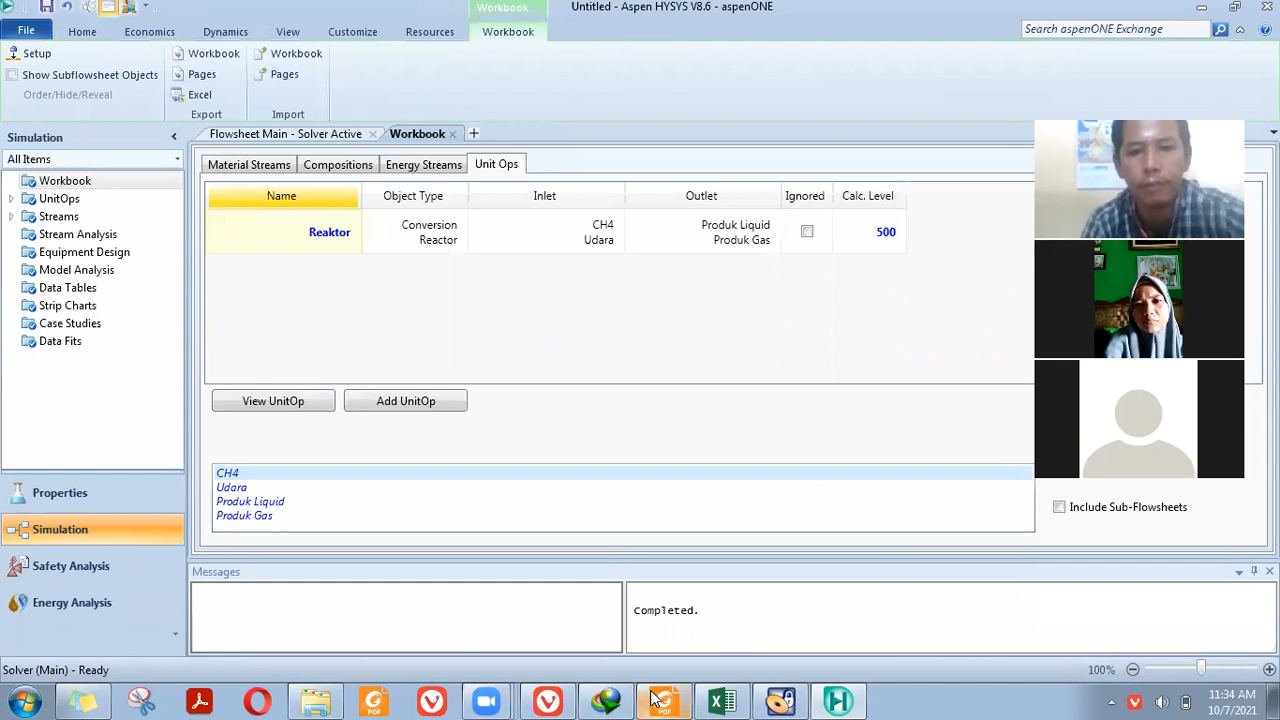 Workbook
Untitled - Aspen HYSYS V8.6 - aspenONE
File
Home
Economics
Dynamics
View
Customize
Resources
Workbook
Search aspenONE Exchange
Setup
Show Subflowsheet Objects
Order/Hide/Reveal
Workbook
Pages
Excel
Export
Workbook
Pages
Import
Simulation
All Items
Workbook
UnitOps
Streams
Stream Analysis
Equipment Design
Model Analysis
Data Tables
Strip Charts
Case Studies
Data Fits
Properties
Simulation
Safety Analysis
Energy Analysis
Flowsheet Main - Solver Active
Workbook
Material Streams
Compositions
Energy Streams
Unit Ops
Name
Object Type
Inlet
Outlet
Ignored
Calc. Level
Reaktor
Conversion
Reactor
CH4
Udara
Produk Liquid
Produk Gas
500
View UnitOp
Add UnitOp
CH4
Udara
Produk Liquid
Produk Gas
Include Sub-Flowsheets
Messages
Completed.
Solver (Main) - Ready
100%
PDF
PDF
11:34 AM
10/7/2021